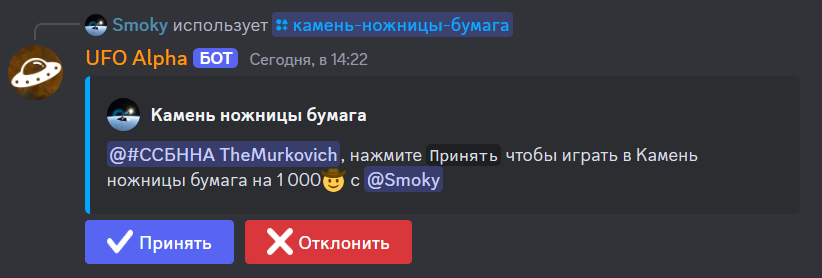 Smoky использует камень-ножницы-бумага
UFO Alpha БОТ Сегодня, в 14:22
Камень ножницы бумага
@#ССБННА TheMurkovich, нажмите Принять чтобы играть в Камень
ножницы бумага на 1 000🤠 с @Smoky
Принять Отклонить